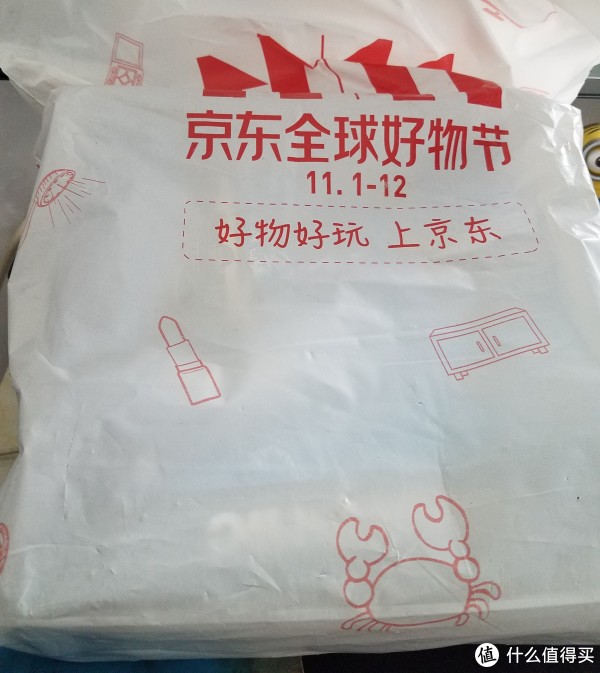 京东全球好物节
11.1-12
好物好玩 上京东
值 什么值得买